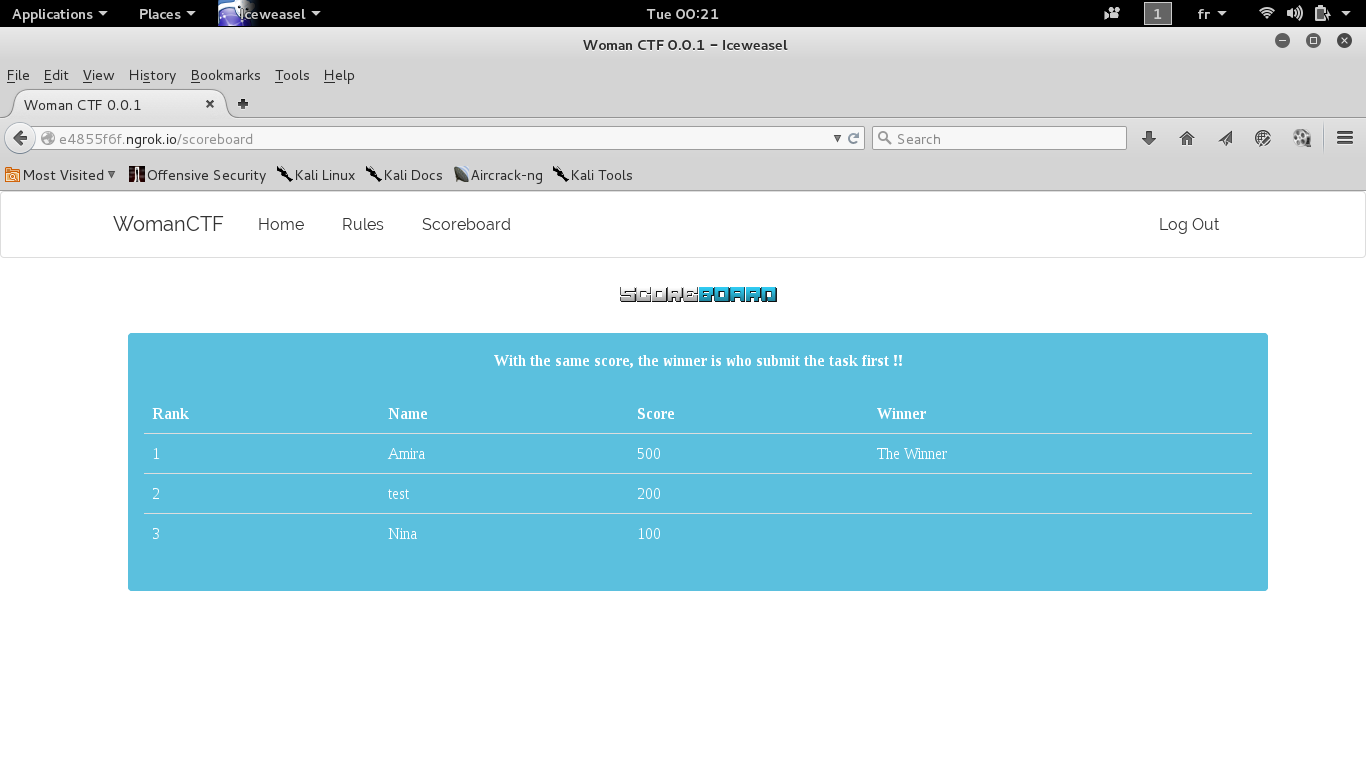 Applications Places Iceweasel Tue 00:21 1 fr
Woman CTF 0.0.1 - Iceweasel
File Edit View History Bookmarks Tools Help
Woman CTF 0.0.1
e4855f6f.ngrok.io/scoreboard Search
Most Visited Offensive Security Kali Linux Kali Docs Aircrack-ng Kali Tools
WomanCTF Home Rules Scoreboard Log Out
SCOREBOARD
With the same score, the winner is who submit the task first !!
Rank Name Score Winner
1 Amira 500 The Winner
2 test 200
3 Nina 100